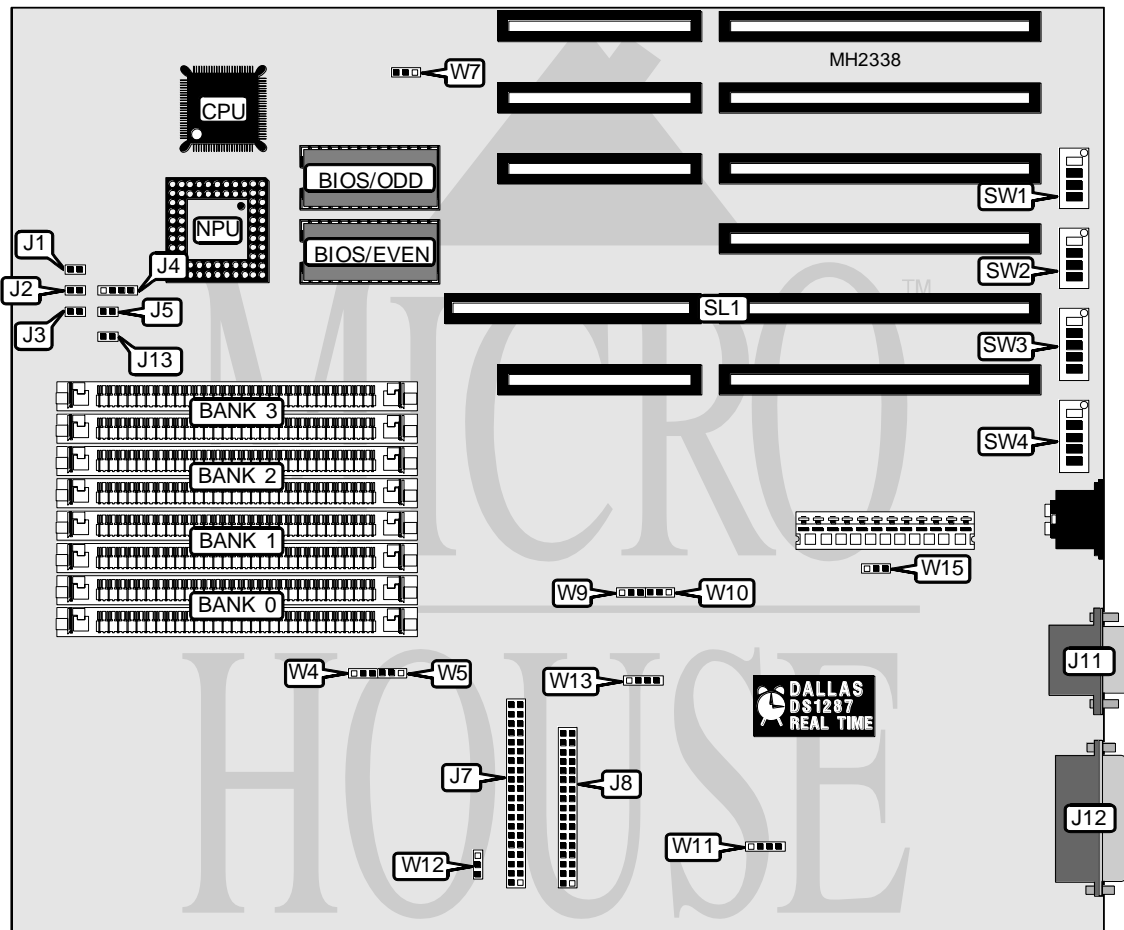 MH2338
W7
CPU
BIOS/ODD
SW1
NPU
J1
J4
BIOS/EVEN
SW2
J2
TM
J3
J5
SL1
J13
SW3
BANK 3
SW4
BANK 2
MICRO
BANK 1
W15
W9
W10
BANK 0
J11
W4
W5
W13
DALLAS
DS1287
REAL TIME
J7
J8
HOUSE
J12
W11
W12